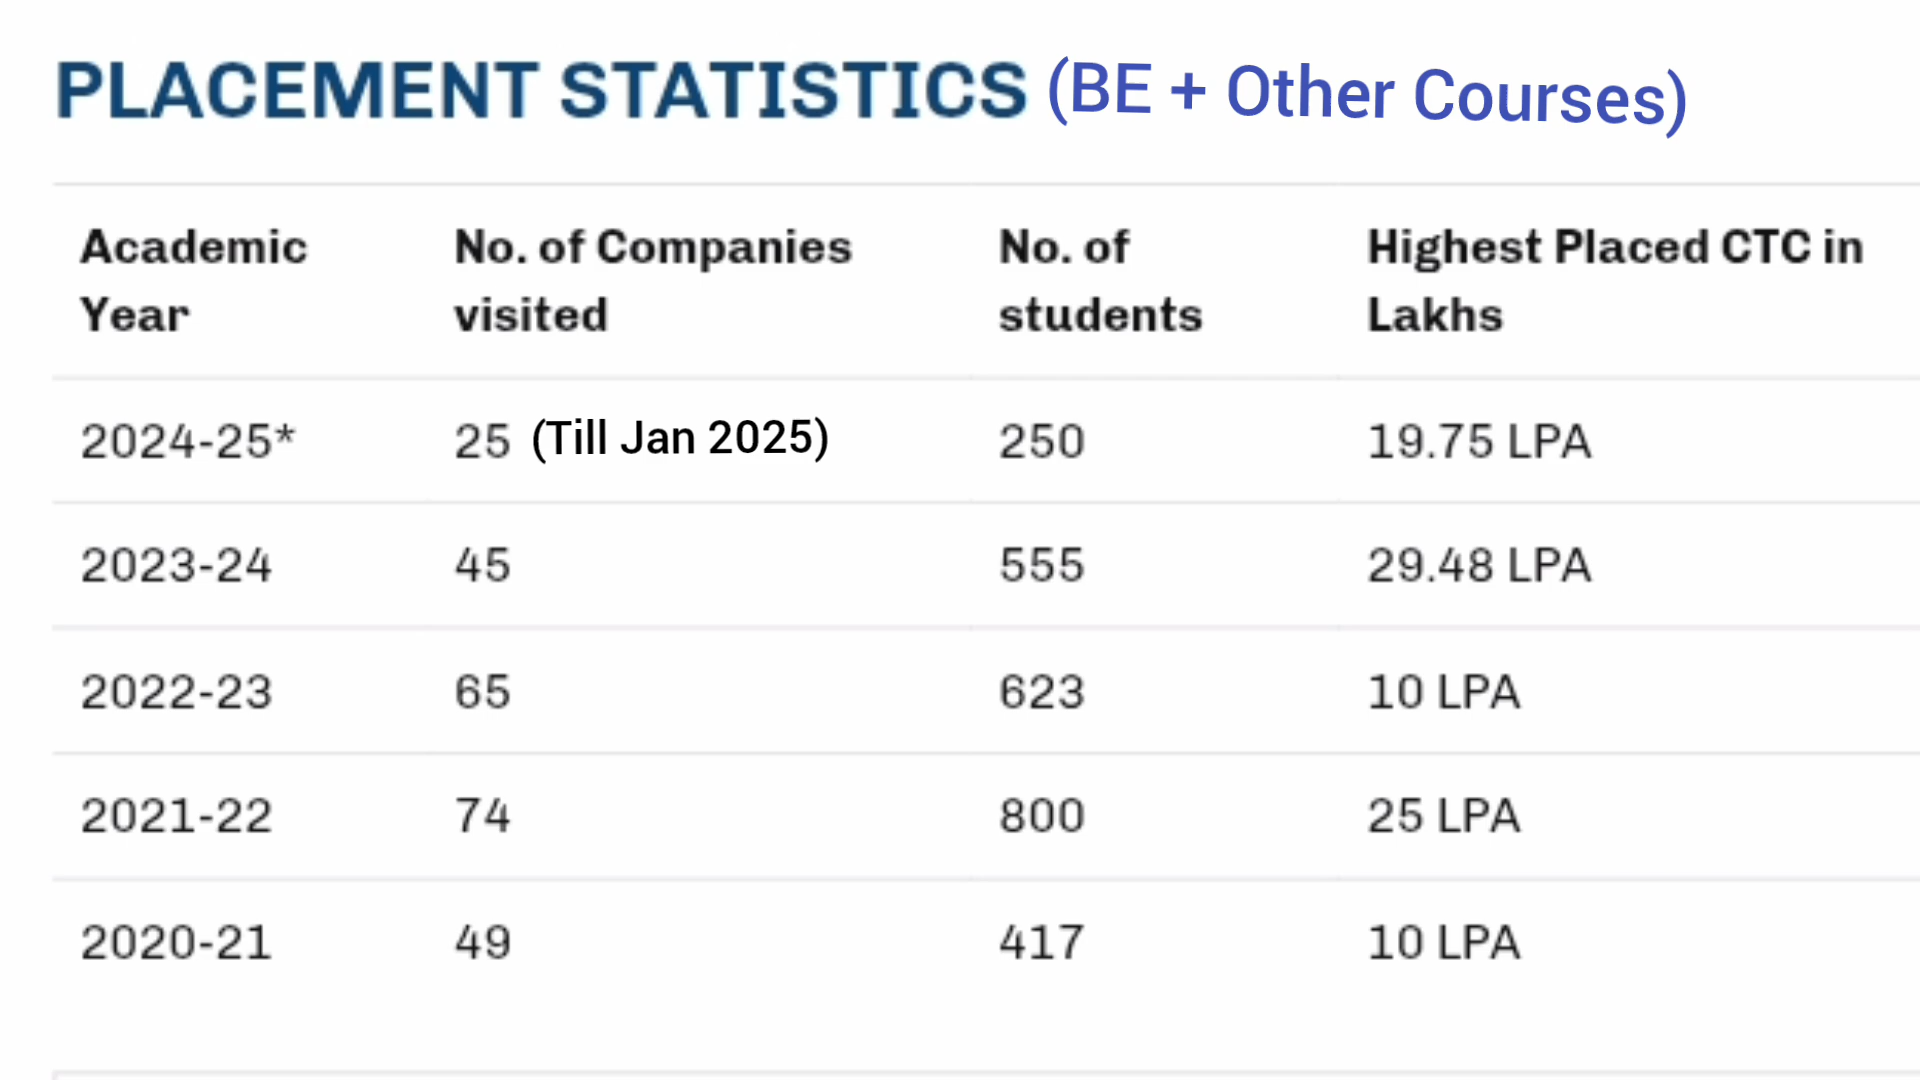 PLACEMENT STATISTICS (BE + Other Courses)
Academic Year No. of Companies visited No. of students Highest Placed CTC in Lakhs
2024-25* 25 (Till Jan 2025) 250 19.75 LPA
2023-24 45 555 29.48 LPA
2022-23 65 623 10 LPA
2021-22 74 800 25 LPA
2020-21 49 417 10 LPA